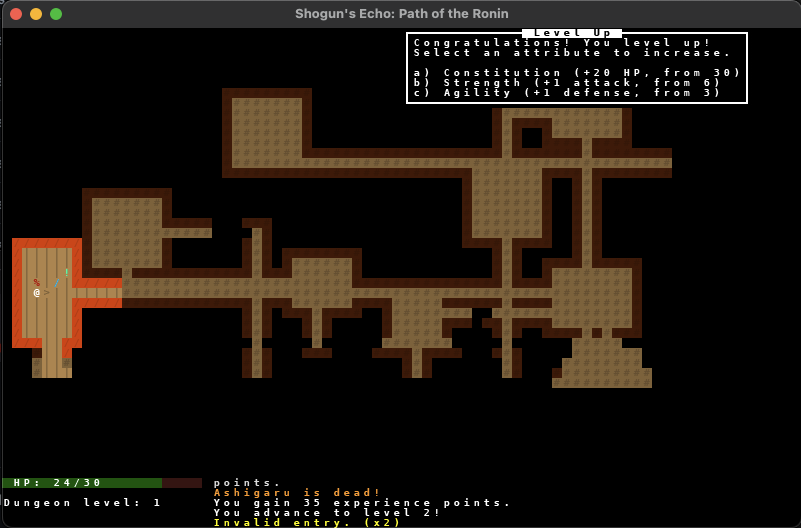 Shogun's Echo: Path of the Ronin
Level Up
Congratulations! You level up!
Select an attribute to increase.
a) Constitution (+20 HP, from 30)
b) Strength (+1 attack, from 6)
c) Agility (+1 defense, from 3)
!
%
@ >
HP: 24/30
Dungeon level: 1
points.
Ashigaru is dead!
You gain 35 experience points.
You advance to level 2!
Invalid entry. (x2)